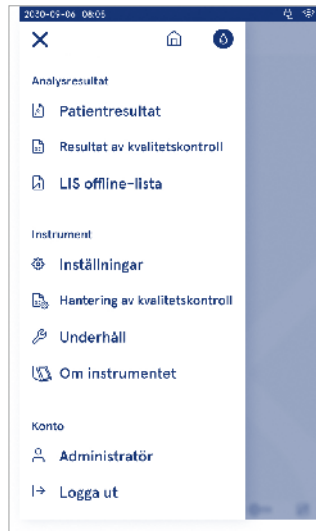 2030-09-06 08:05
Analysresultat
Patientresultat
Resultat av kvalitetskontroll
LIS offline-lista
Instrument
Inställningar
Hantering av kvalitetskontroll
Underhåll
Om instrumentet
Konto
Administratör
Logga ut